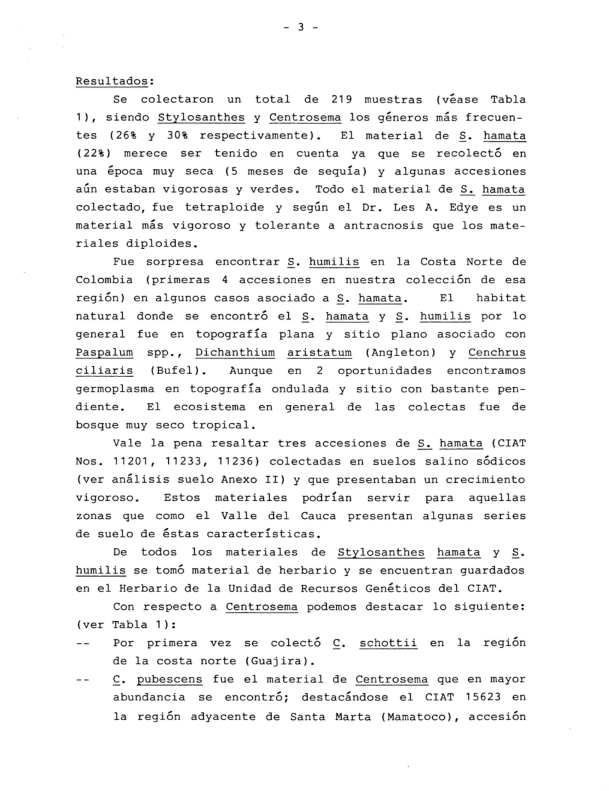 - 3 -
Resultados:
Se colectaron un total de 219 muestras (véase Tabla
1), siendo Stylosanthes y Centrosema los géneros más frecuen-
tes (26% y 30% respectivamente). El material de S. hamata
(22%) merece ser tenido en cuenta ya que se recolectó en
una época muy seca (5 meses de sequía) y algunas accesiones
aún estaban vigorosas y verdes. Todo el material de S. hamata
colectado, fue tetraploide y según el Dr. Les A. Edye es un
material más vigoroso y tolerante a antracnosis que los mate-
riales diploides.
Fue sorpresa encontrar S. humilis en la Costa Norte de
Colombia (primeras 4 accesiones en nuestra colección de esa
región) en algunos casos asociado a S. hamata. El habitat
natural donde se encontró el S. hamata y S. humilis por lo
general fue en topografía plana y sitio plano asociado con
Paspalum spp., Dichanthium aristatum (Angleton) y Cenchrus
ciliaris (Bufel). Aunque en 2 oportunidades encontramos
germoplasma en topografía ondulada y sitio con bastante pen-
diente. El ecosistema en general de las colectas fue de
bosque muy seco tropical.
Vale la pena resaltar tres accesiones de S. hamata (CIAT
Nos. 11201, 11233, 11236) colectadas en suelos salino sódicos
(ver análisis suelo Anexo II) y que presentaban un crecimiento
vigoroso. Estos materiales podrían servir para aquellas
zonas que como el Valle del Cauca presentan algunas series
de suelo de éstas características.
De todos los materiales de Stylosanthes hamata y S.
humilis se tomó material de herbario y se encuentran guardados
en el Herbario de la Unidad de Recursos Genéticos del CIAT.
Con respecto a Centrosema podemos destacar lo siguiente:
(ver Tabla 1):
-- Por primera vez se colectó C. schottii en la región
de la costa norte (Guajira).
-- C. pubescens fue el material de Centrosema que en mayor
abundancia se encontró; destacándose el CIAT 15623 en
la región adyacente de Santa Marta (Mamatoco), accesión